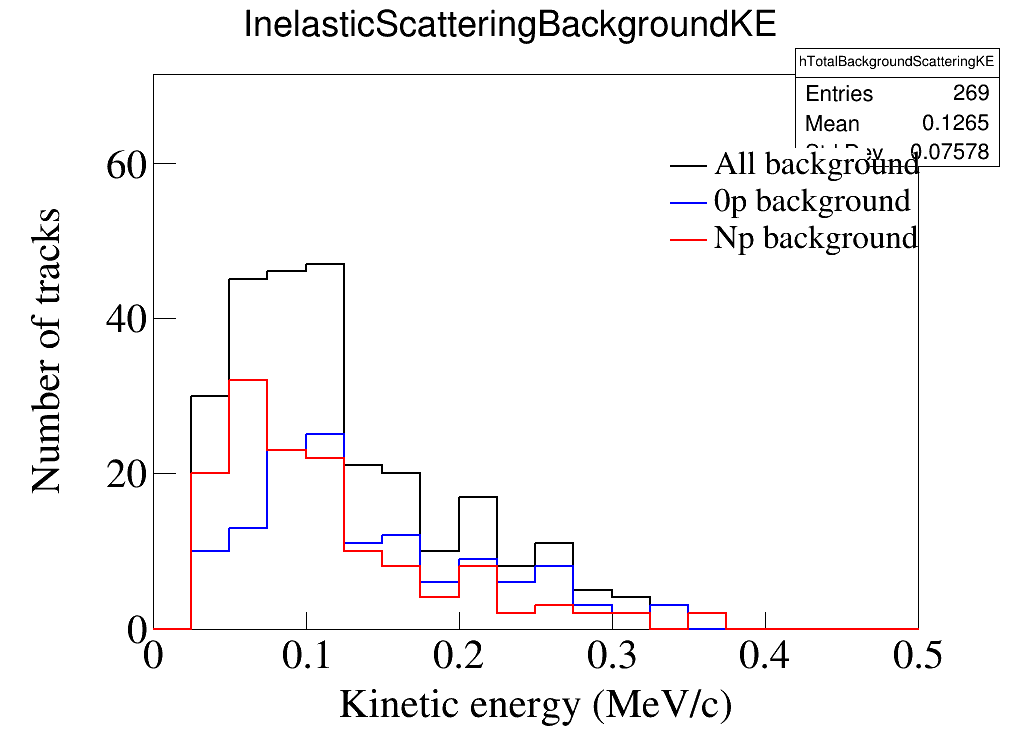 InelasticScatteringBackgroundKE
hTotalBackgroundScatteringKE
Entries 269
Mean 0.1265
0.07578
All background
0p background
Np background
Number of tracks
60
40
20
0
0 0.1 0.2 0.3 0.4 0.5
Kinetic energy (MeV/c)